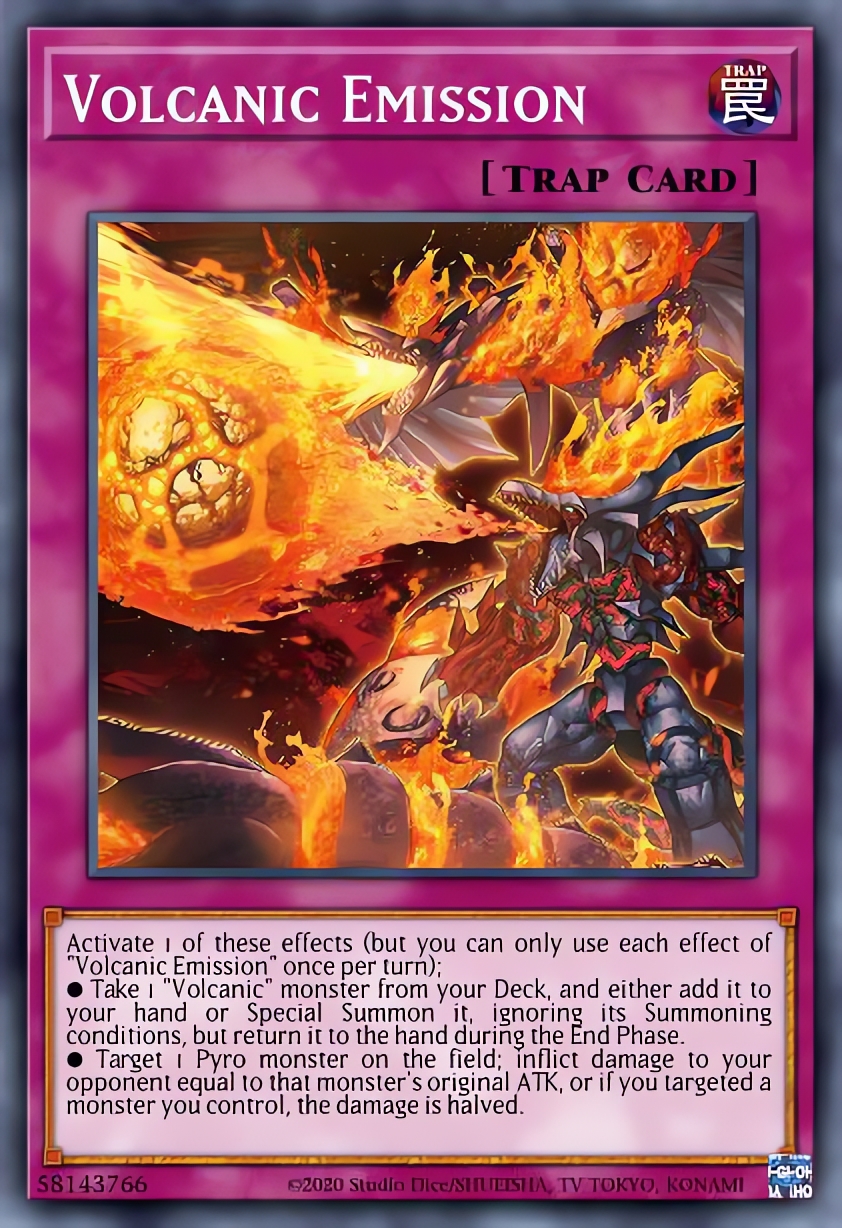 VOLCANIC EMISSION
TRAP
罠
[TRAP CARD]
Activate 1 of these effects (but you can only use each effect of
"Volcanic Emission" once per turn);
● Take 1 "Volcanic" monster from your Deck, and either add it to
your hand or Special Summon it, ignoring its Summoning
conditions, but return it to the hand during the End Phase.
● Target 1 Pyro monster on the field; inflict damage to your
opponent equal to that monster's original ATK, or if you targeted a
monster you control, the damage is halved.
58143766
©2020 Studio Dice/SHUEISHA, TV TOKYO, KONAMI